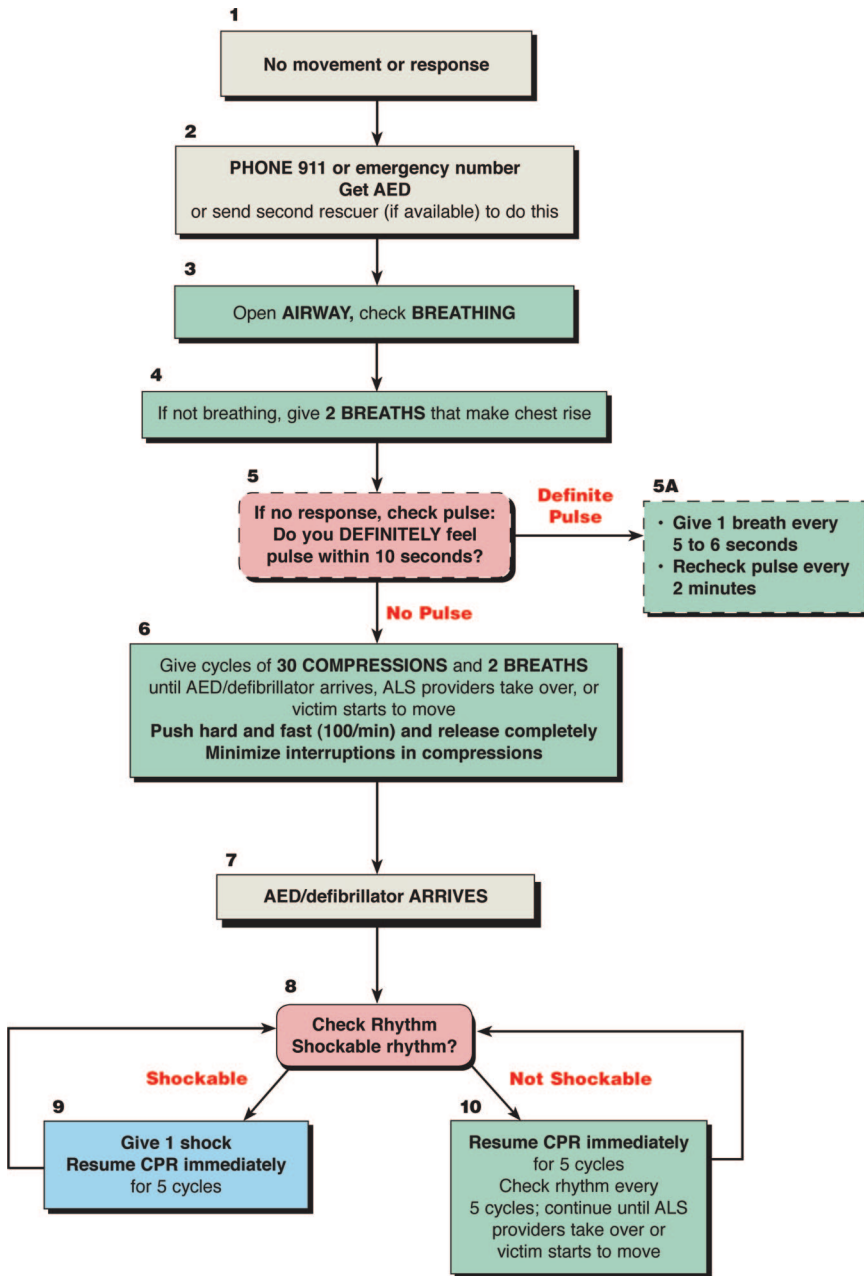 1
No movement or response
2
PHONE 911 or emergency number
Get AED
or send second rescuer (if available) to do this
3
Open AIRWAY, check BREATHING
4
If not breathing, give 2 BREATHS that make chest rise
5
If no response, check pulse:
Do you DEFINITELY feel
pulse within 10 seconds?
Definite
Pulse
5A
• Give 1 breath every
5 to 6 seconds
• Recheck pulse every
2 minutes
No Pulse
6
Give cycles of 30 COMPRESSIONS and 2 BREATHS
until AED/defibrillator arrives, ALS providers take over, or
victim starts to move
Push hard and fast (100/min) and release completely
Minimize interruptions in compressions
7
AED/defibrillator ARRIVES
8
Check Rhythm
Shockable rhythm?
Shockable
Not Shockable
9
Give 1 shock
Resume CPR immediately
for 5 cycles
10
Resume CPR immediately
for 5 cycles
Check rhythm every
5 cycles; continue until ALS
providers take over or
victim starts to move